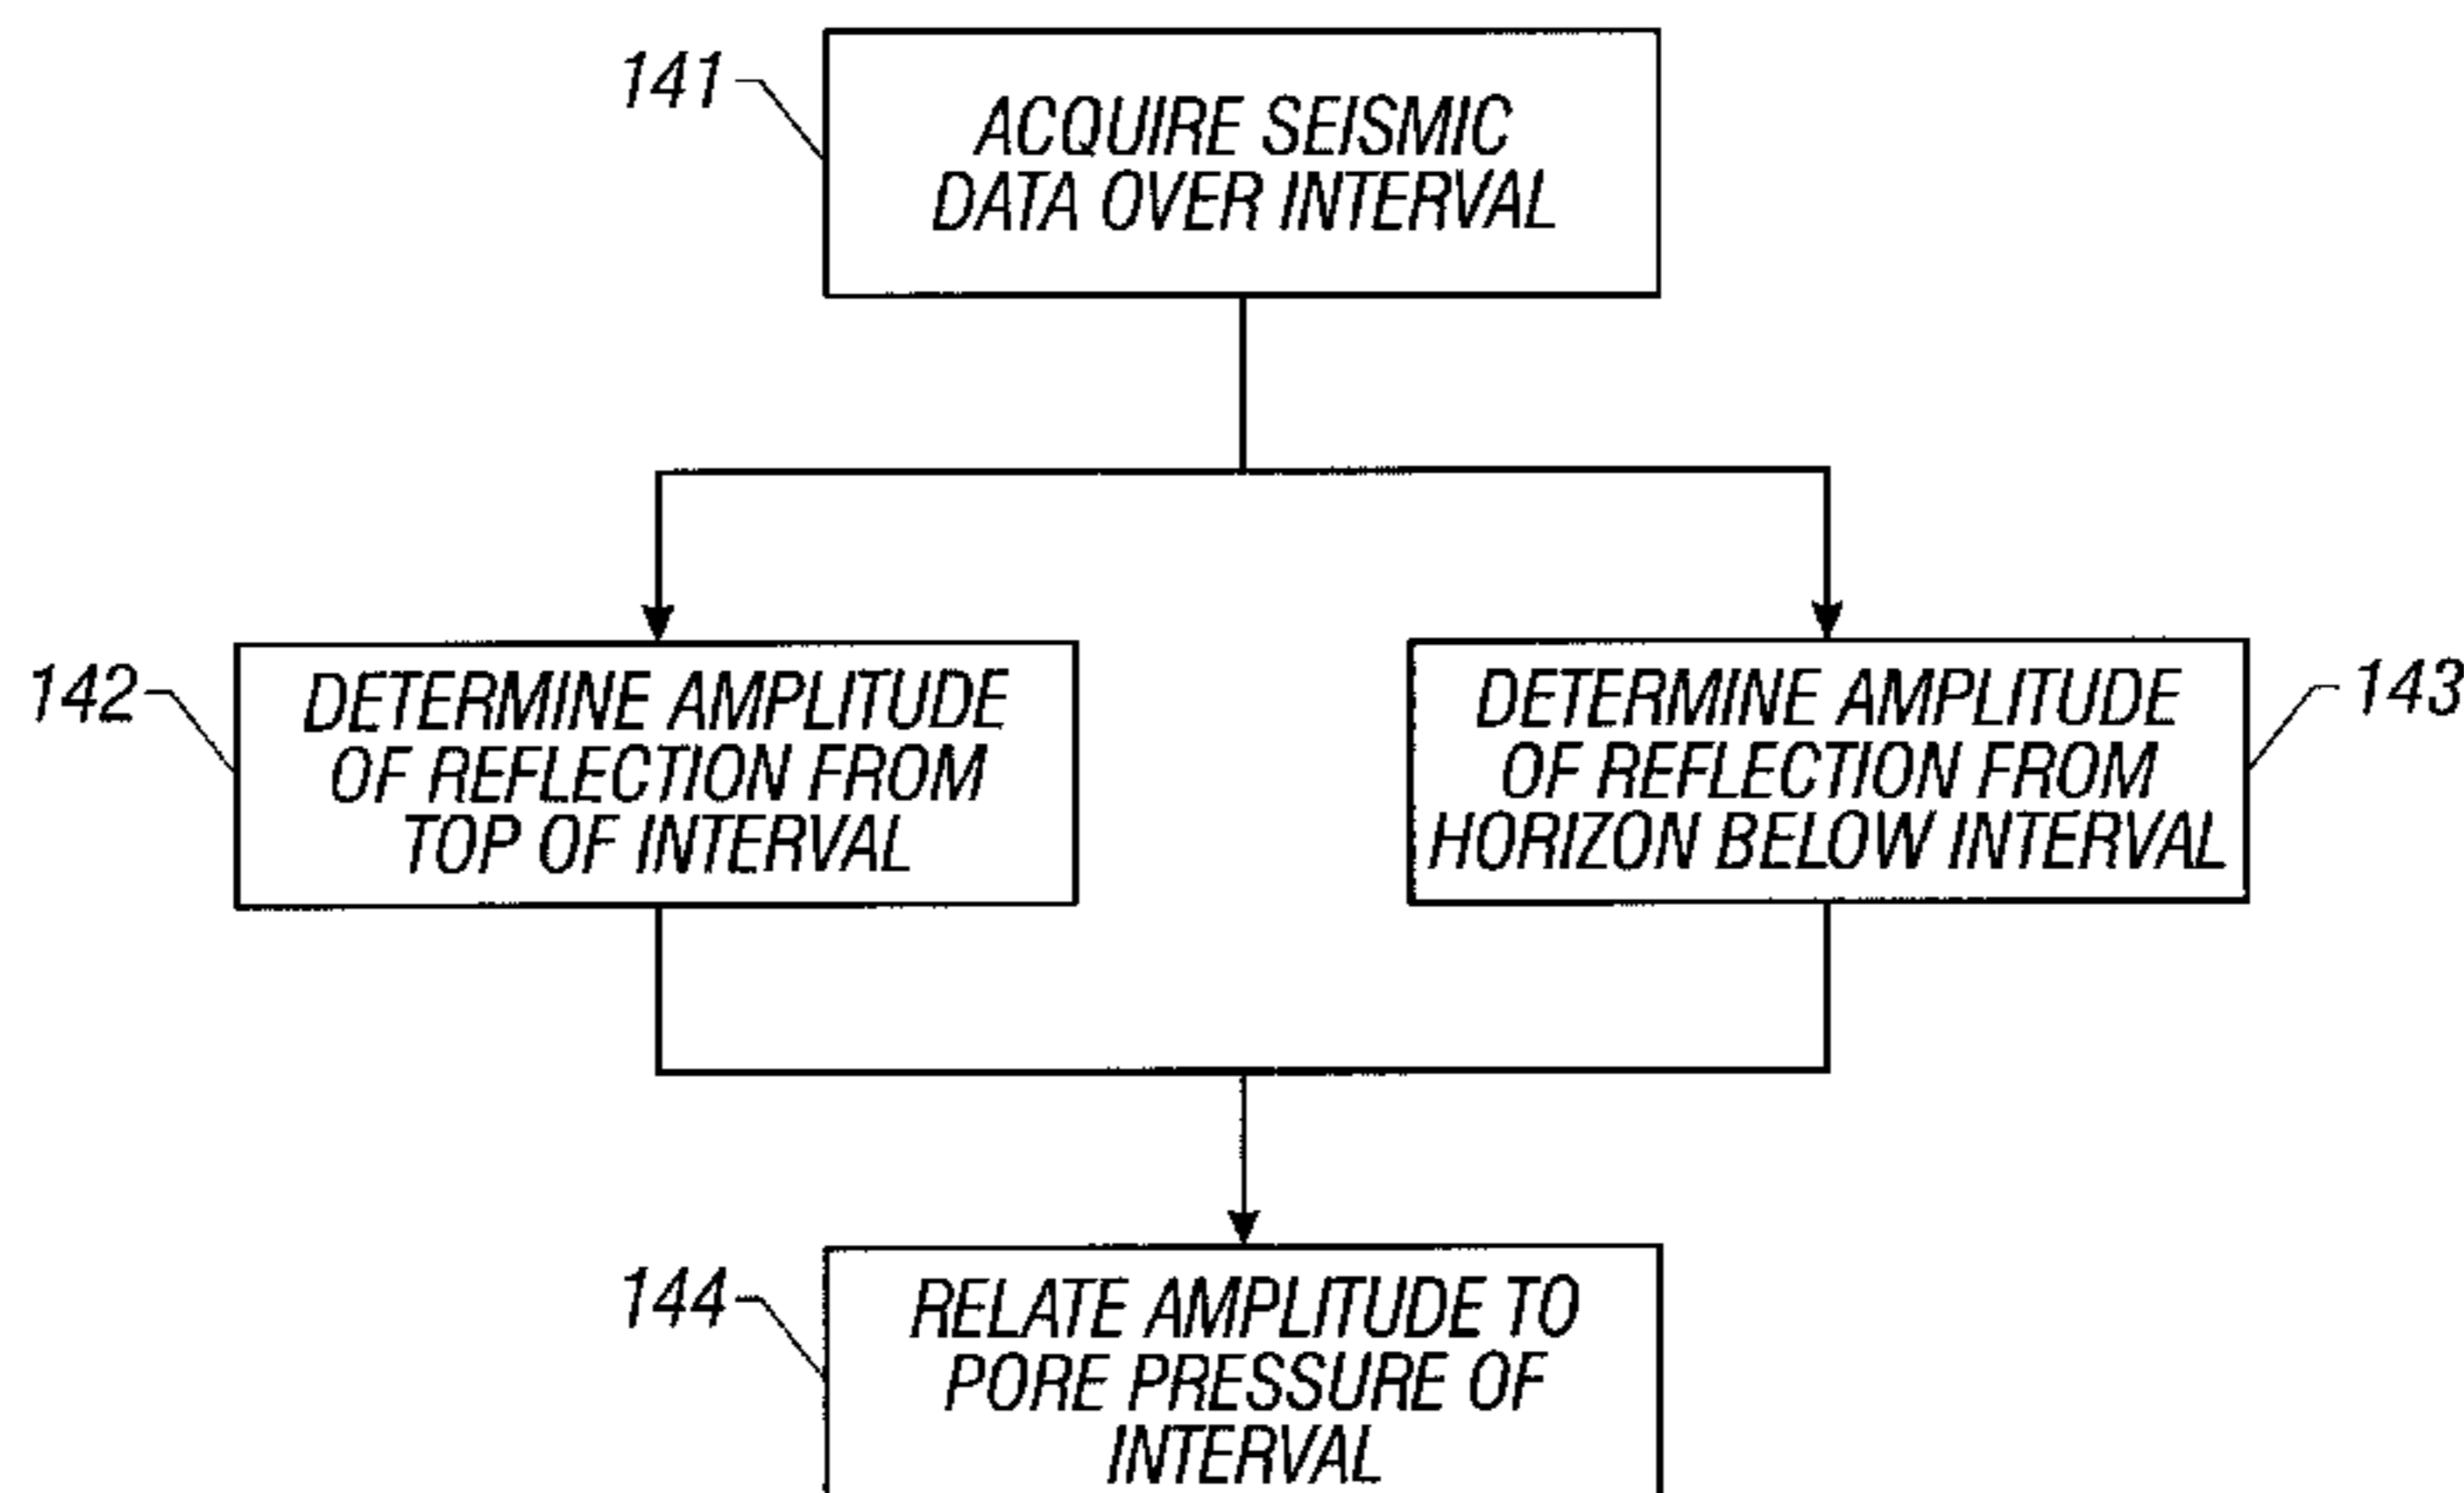 141
ACQUIRE SEISMIC
DATA OVER INTERVAL
142
DETERMINE AMPLITUDE
OF REFLECTION FROM
TOP OF INTERVAL
DETERMINE AMPLITUDE
OF REFLECTION FROM
HORIZON BELOW INTERVAL
143
144
RELATE AMPLITUDE TO
PORE PRESSURE OF
INTERVAL